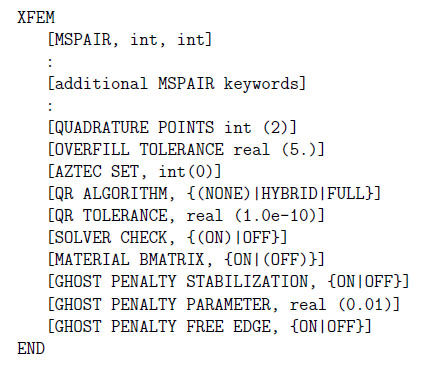 XFEM
[MSPAIR, int, int]
:
[additional MSPAIR keywords]
:
[QUADRATURE POINTS int (2)]
[OVERFILL TOLERANCE real (5.)]
[AZTEC SET, int(0)]
[QR ALGORITHM, {(NONE)|HYBRID|FULL}]
[QR TOLERANCE, real (1.0e-10)]
[SOLVER CHECK, {(ON)|OFF}]
[MATERIAL BMATRIX, {ON|(OFF)}]
[GHOST PENALTY STABILIZATION, {ON|OFF}]
[GHOST PENALTY PARAMETER, real (0.01)]
[GHOST PENALTY FREE EDGE, {ON|OFF}]
END